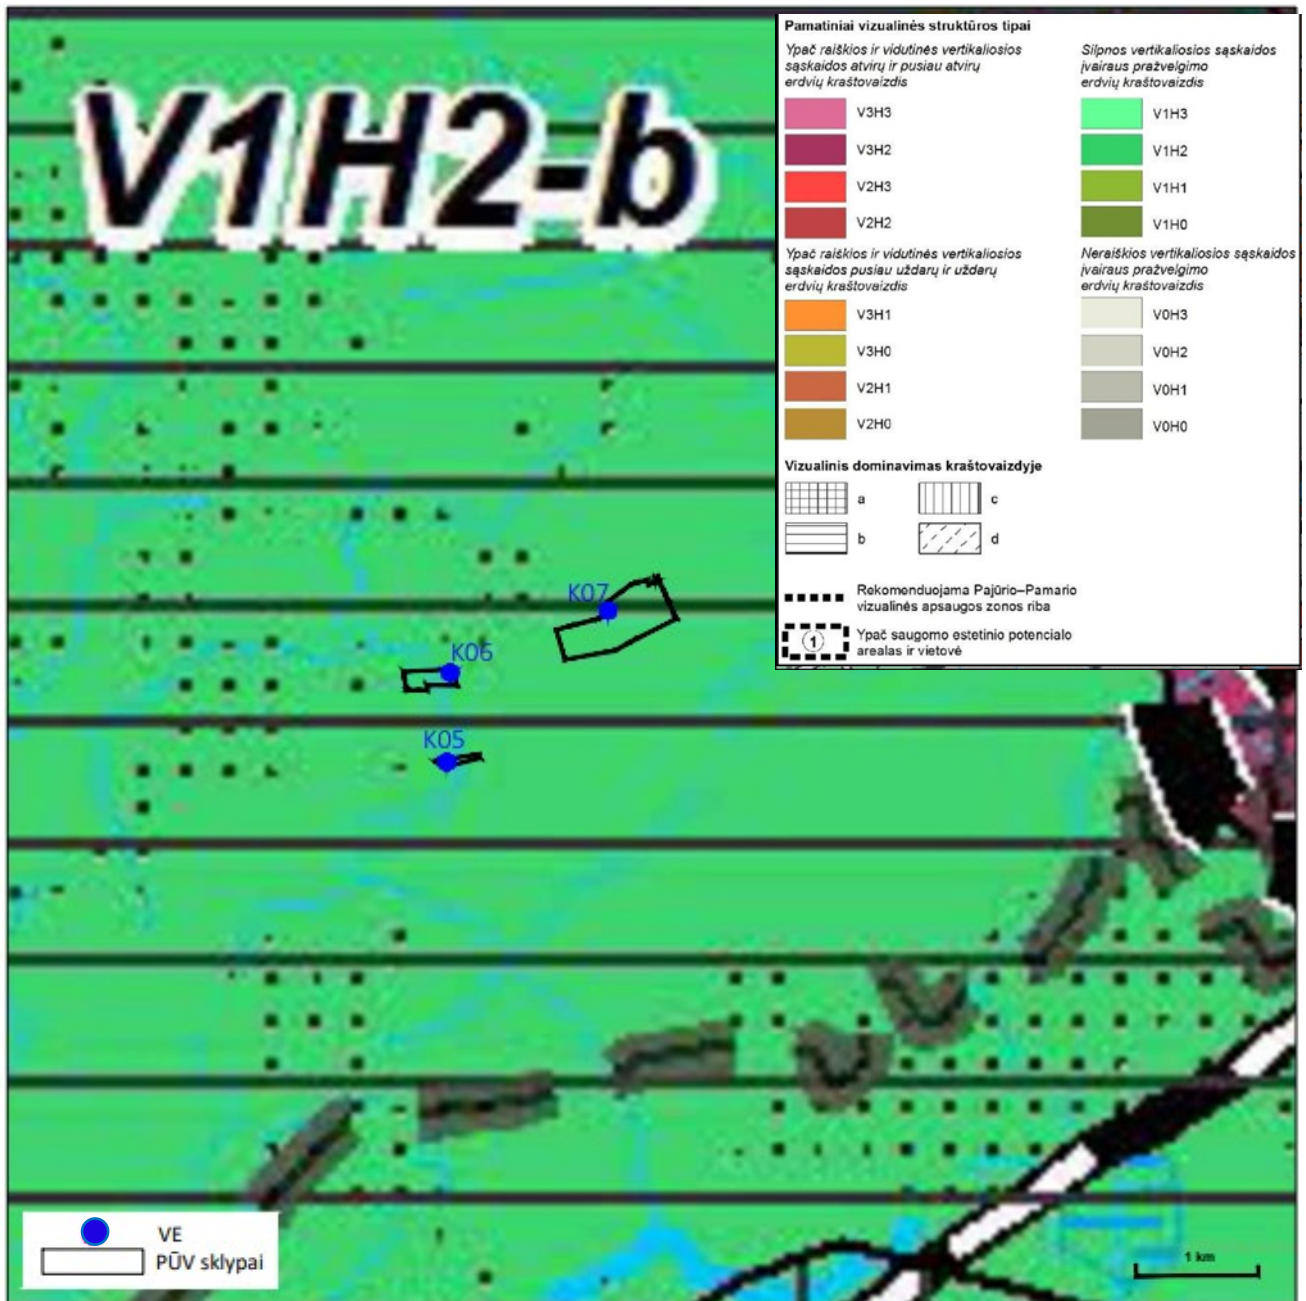 V1H2-b
Pamatiniai vizualinės struktūros tipai
Ypač raiškios ir vidutinės vertikaliosios
sąskaidos atvirų ir pusiau atvirų
erdvių kraštovaizdis
V3H3
V3H2
V2H3
V2H2
Ypač raiškios ir vidutinės vertikaliosios
sąskaidos pusiau uždarų ir uždarų
erdvių kraštovaizdis
V3H1
V3H0
V2H1
V2H0
Silpnos vertikaliosios sąskaidos
įvairaus pražvelgimo
erdvių kraštovaizdis
V1H3
V1H2
V1H1
V1H0
Neraiškios vertikaliosios sąskaidos
įvairaus pražvelgimo
erdvių kraštovaizdis
V0H3
V0H2
V0H1
V0H0
Vizualinis dominavimas kraštovaizdyje
a
b
c
d
Rekomenduojama Pajūrio–Pamario
vizualinės apsaugos zonos riba
1
Ypač saugomo estetinio potencialo
arealas ir vietovė
K07
K06
K05
VE
PŪV sklypai
1 km